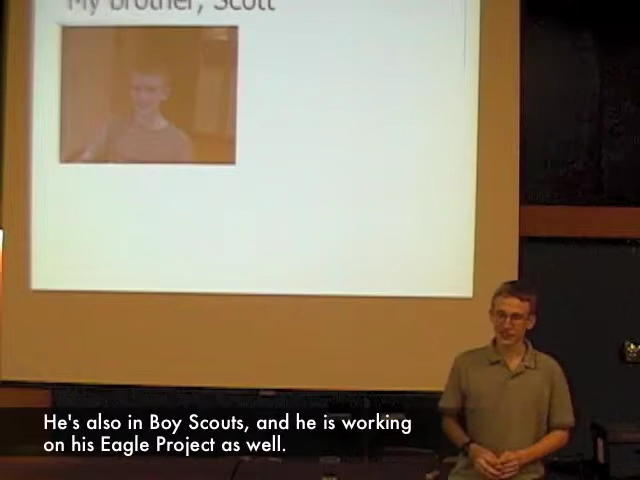 My brother, Scott
He's also in Boy Scouts, and he is working
on his Eagle Project as well.